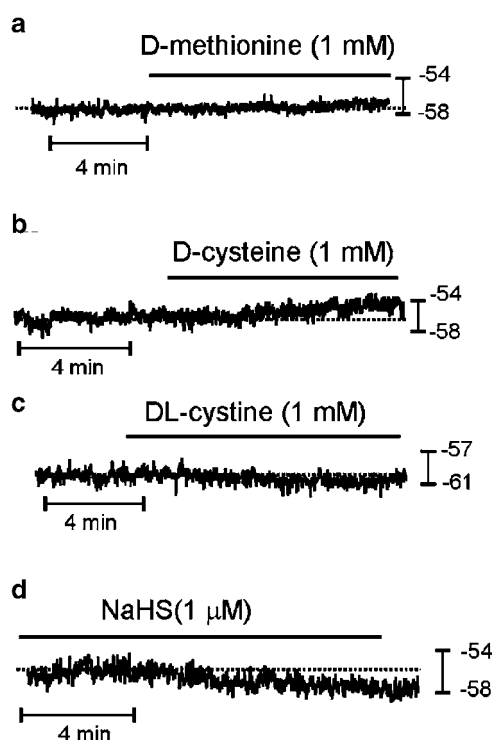 a
D-methionine (1 mM)
-54
-58
4 min
b
D-cysteine (1 mM)
-54
-58
4 min
c
DL-cystine (1 mM)
-57
-61
4 min
d
NaHS(1 μM)
-54
-58
4 min